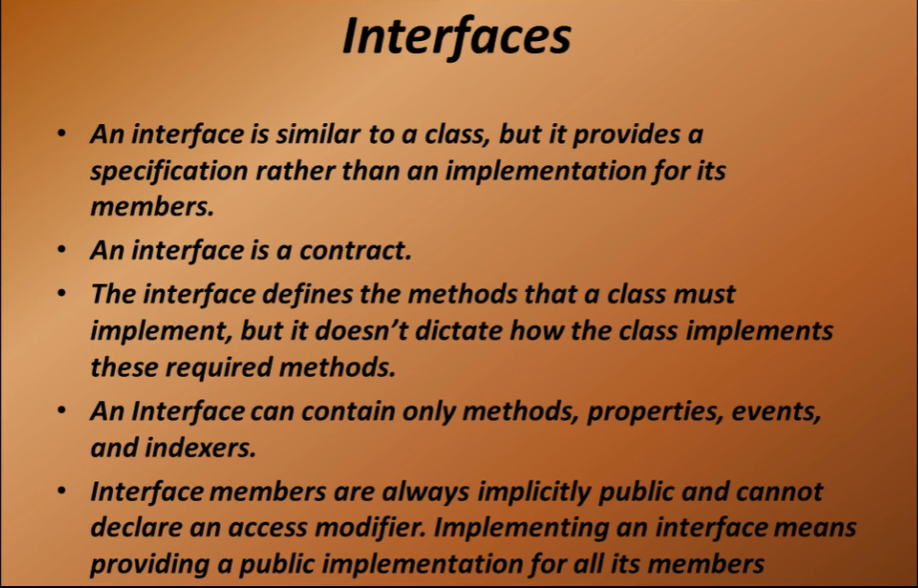 Interfaces
• An interface is similar to a class, but it provides a
specification rather than an implementation for its
members.
• An interface is a contract.
• The interface defines the methods that a class must
implement, but it doesn’t dictate how the class implements
these required methods.
• An Interface can contain only methods, properties, events,
and indexers.
• Interface members are always implicitly public and cannot
declare an access modifier. Implementing an interface means
providing a public implementation for all its members